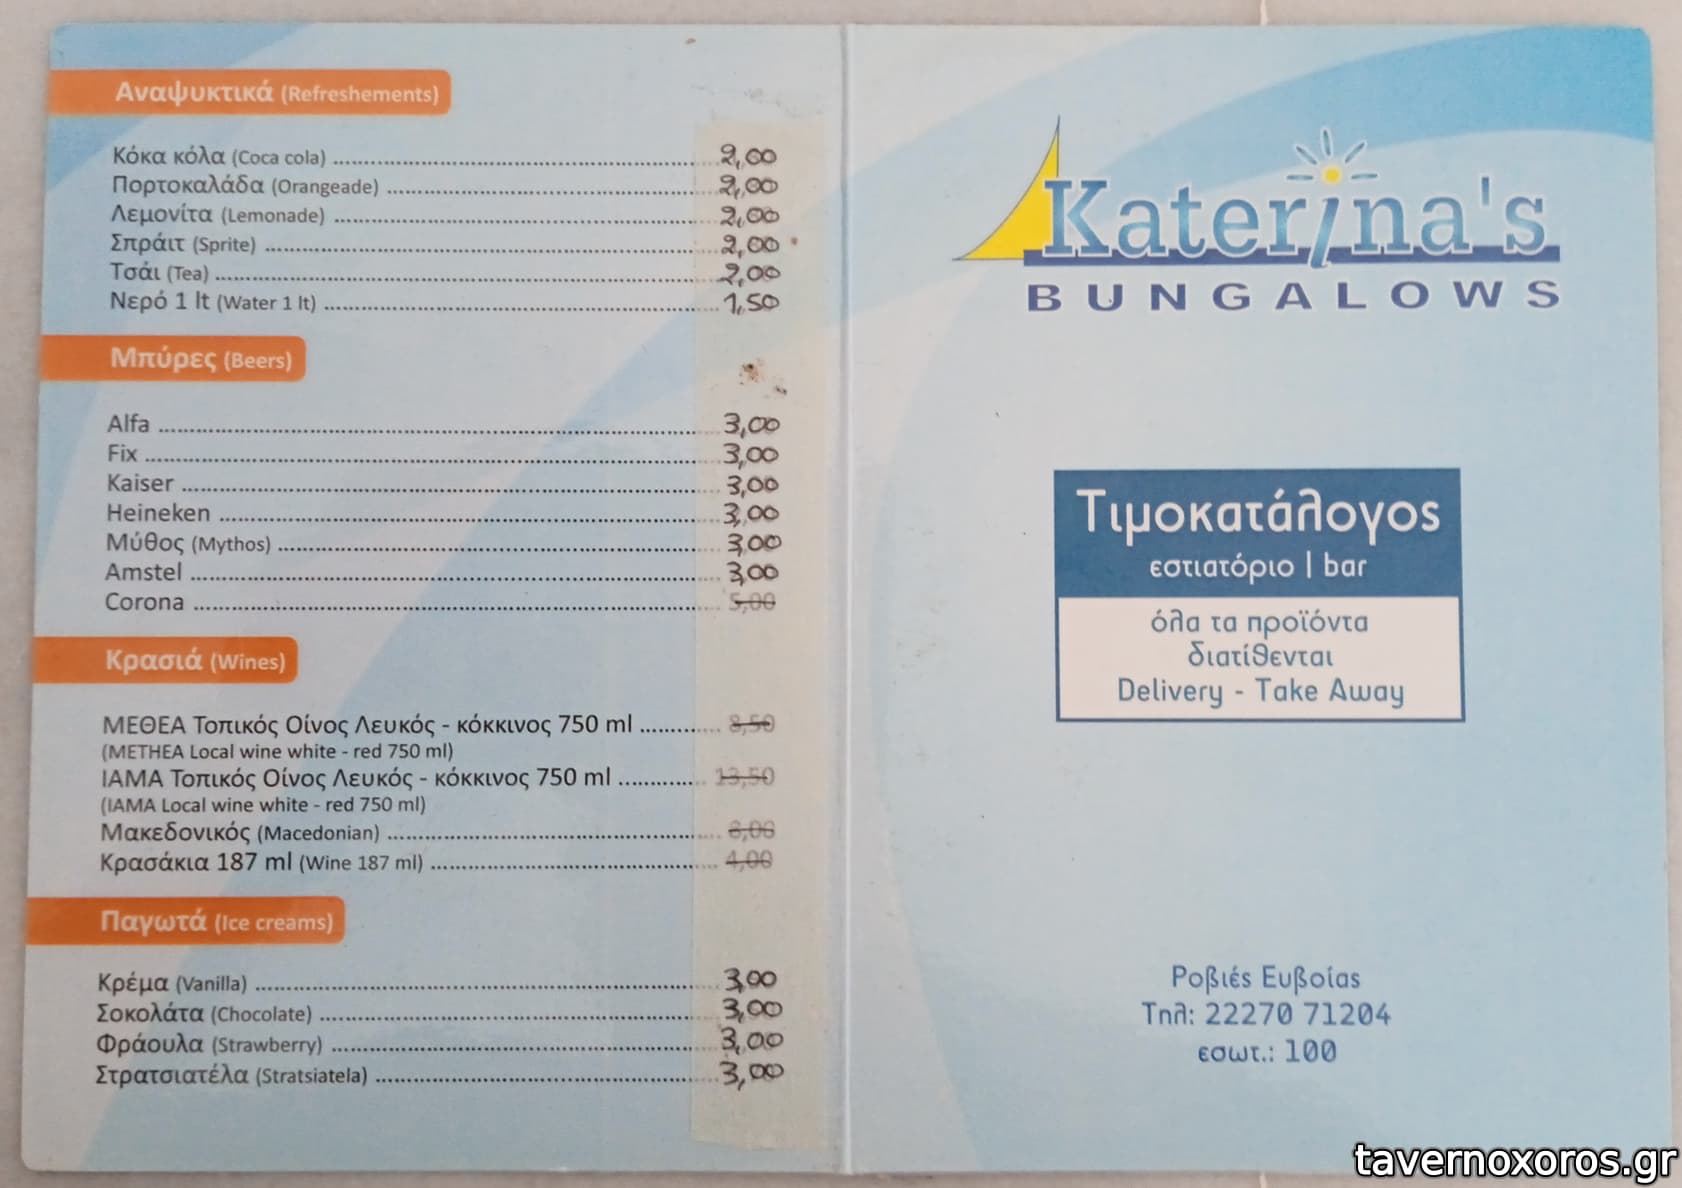 Αναψυκτικά (Refreshements)
Κόκα κόλα (Coca cola) ........ 2,00
Πορτοκαλάδα (Orangeade) ........ 2,00
Λεμονίτα (Lemonade) ........ 2,00
Σπράιτ (Sprite) ........ 2,00
Τσάι (Tea) ........ 2,00
Νερό 1 lt (Water 1 lt) ........ 1,50
Μπύρες (Beers)
Alfa ........ 3,00
Fix ........ 3,00
Kaiser ........ 3,00
Heineken ........ 3,00
Μύθος (Mythos) ........ 3,00
Amstel ........ 3,00
Corona ........ 5,00
Κρασιά (Wines)
ΜΕΘΕΑ Τοπικός Οίνος Λευκός - κόκκινος 750 ml ........ 8,50
(METHEA Local wine white - red 750 ml)
ΙΑΜΑ Τοπικός Οίνος Λευκός - κόκκινος 750 ml ........ 13,50
(IAMA Local wine white - red 750 ml)
Μακεδονικός (Macedonian) ........
Κρασάκια 187 ml (Wine 187 ml) ........ 4,00
Παγωτά (Ice creams)
Κρέμα (Vanilla) ........ 3,00
Σοκολάτα (Chocolate) ........ 3,00
Φράουλα (Strawberry) ........ 3,00
Στρατσιατέλα (Stratsiatela) ........ 3,00
Katerina's
BUNGALOWS
Τιμοκατάλογος
εστιατόριο | bar
όλα τα προϊόντα
διατίθενται
Delivery - Take Away
Ροβιές Ευβοίας
Τηλ: 22270 71204
εσωτ.: 100
tavernoxoros.gr